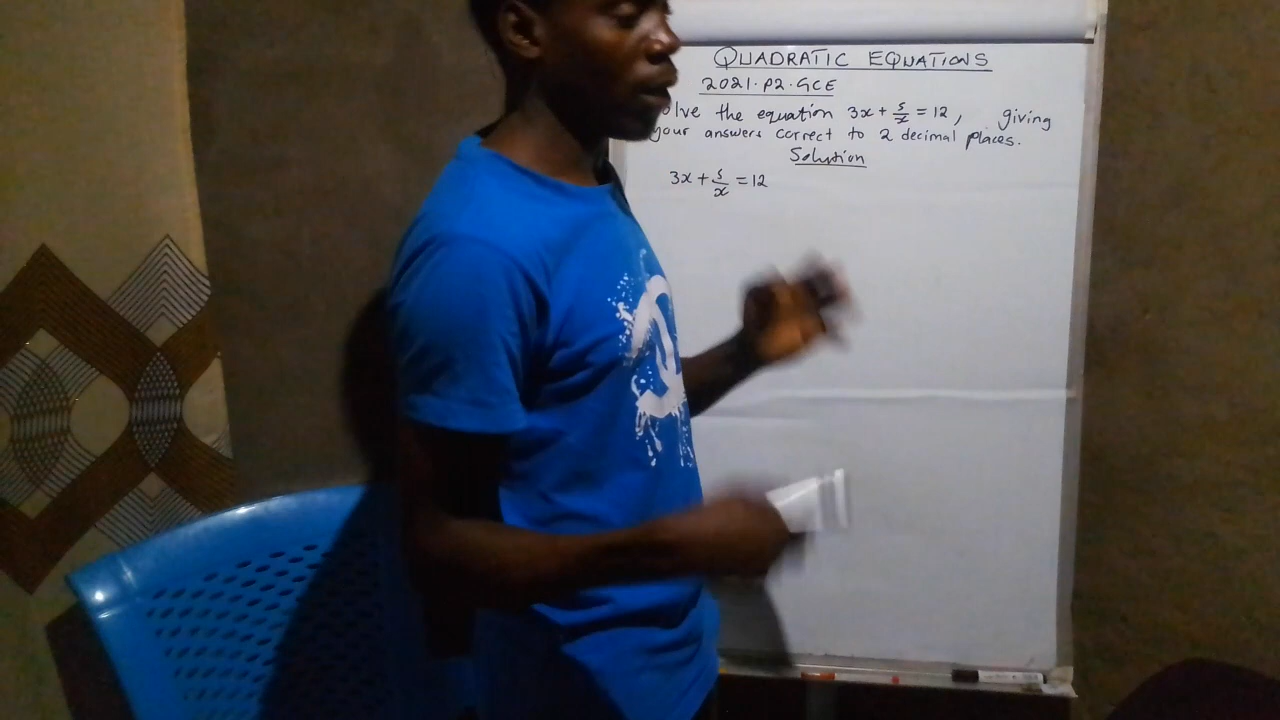 QUADRATIC EQUATIONS
2021.P2.GCE
olve the equation 3x + 5/x = 12, giving
your answers correct to 2 decimal places.
Solution
3x + 5/x = 12